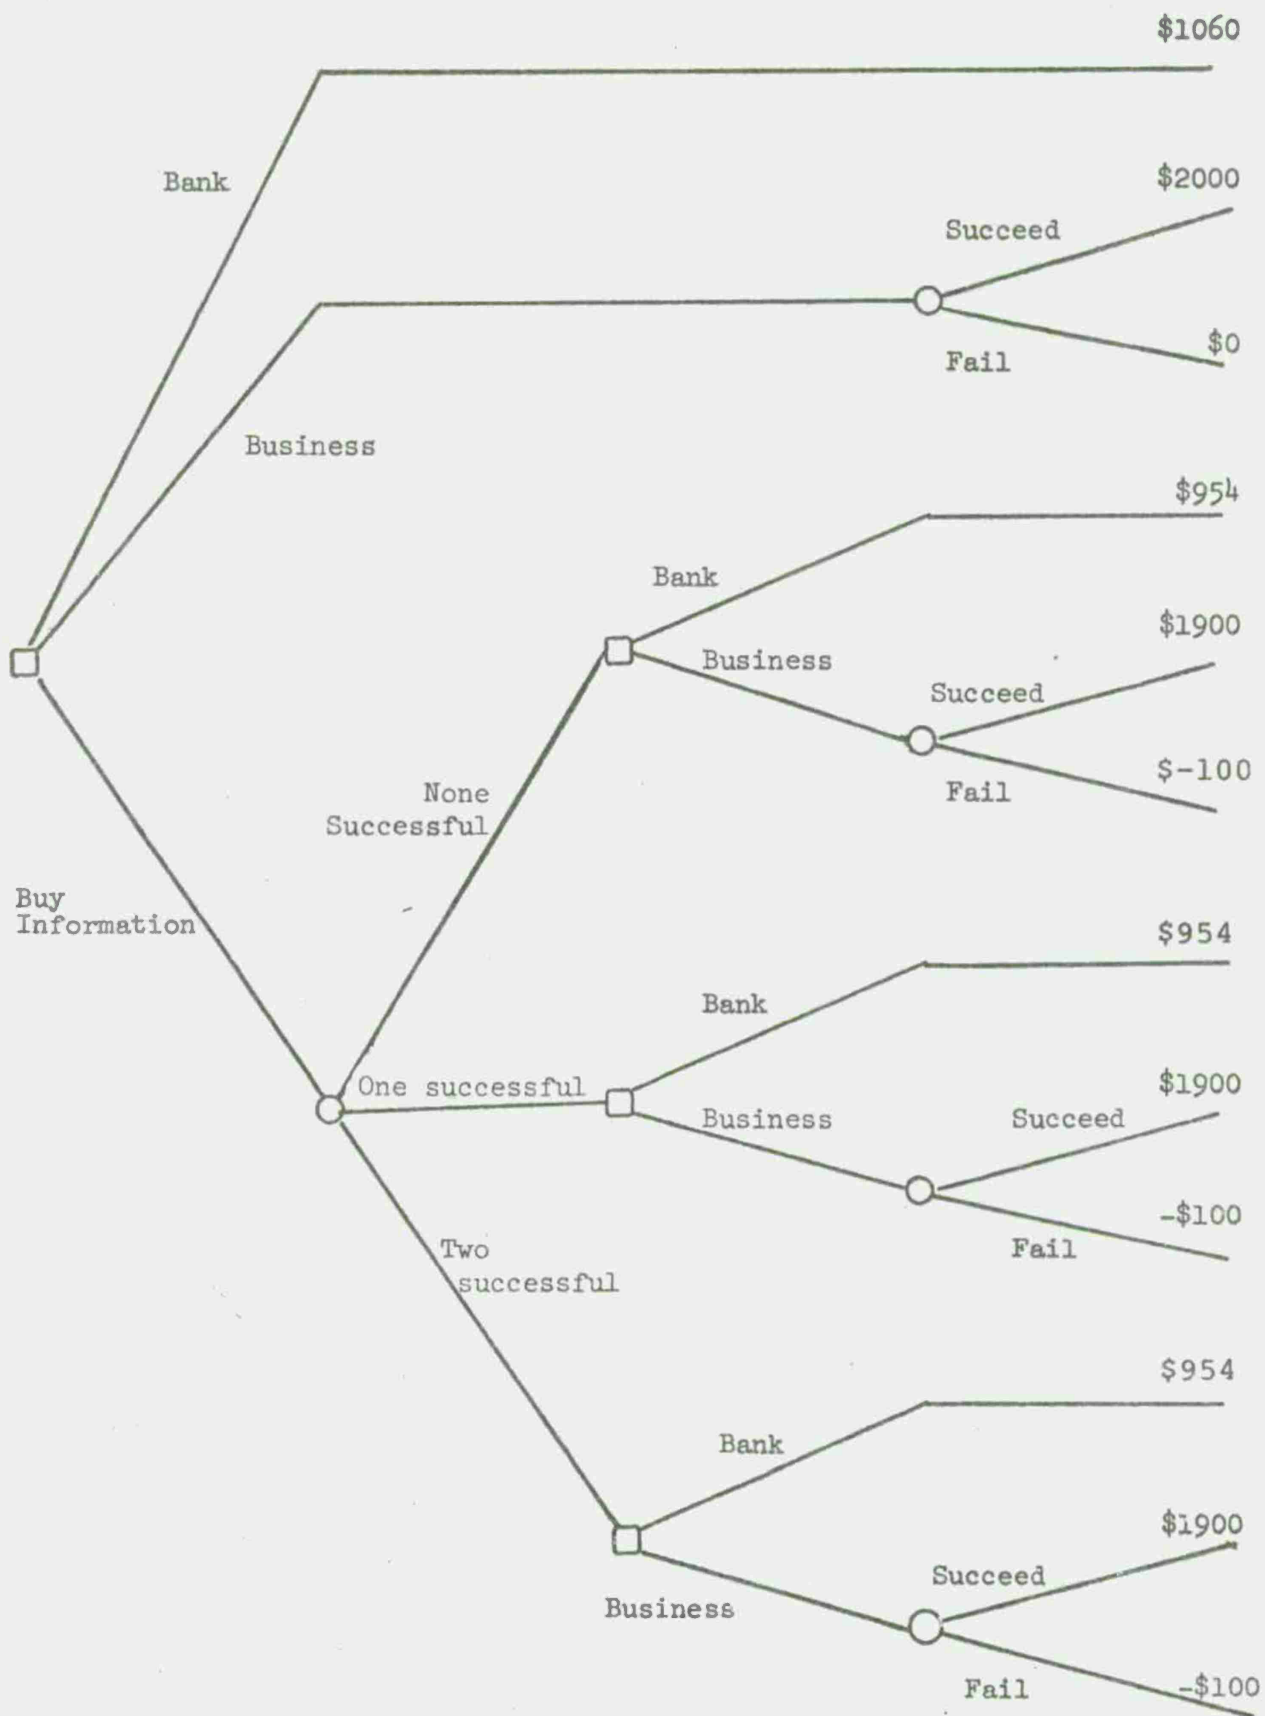 $1060
Bank
$2000
Succeed
$0
Fail
Business
$954
Bank
$1900
Business
Succeed
$-100
None
Successful
Fail
Buy
Information
$954
Bank
One successful
$1900
Business
Succeed
-$100
Two
successful
Fail
$954
Bank
$1900
Succeed
Business
Fail
-$100